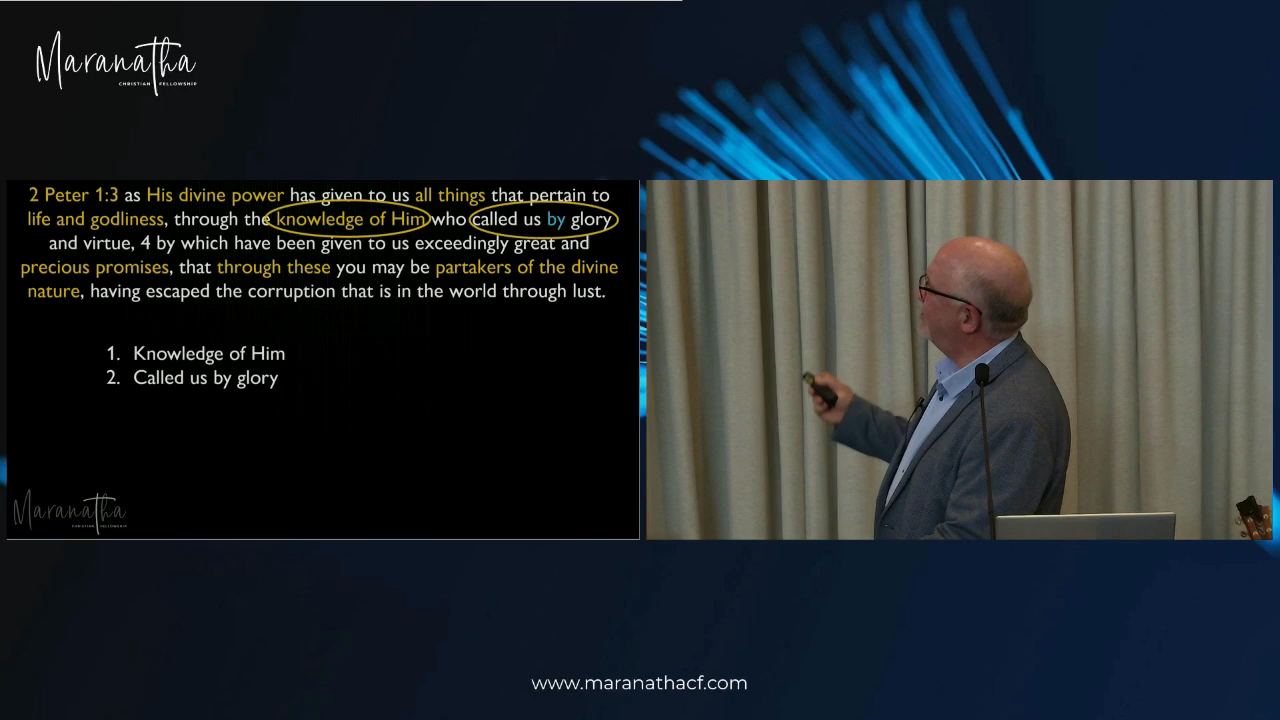 Maranatha
CHRISTIAN FELLOWSHIP
2 Peter 1:3 as His divine power has given to us all things that pertain to
life and godliness, through the knowledge of Him who called us by glory
and virtue, 4 by which have been given to us exceedingly great and
precious promises, that through these you may be partakers of the divine
nature, having escaped the corruption that is in the world through lust.
1. Knowledge of Him
2. Called us by glory
Maranatha
CHRISTIAN FELLOWSHIP
www.maranathacf.com